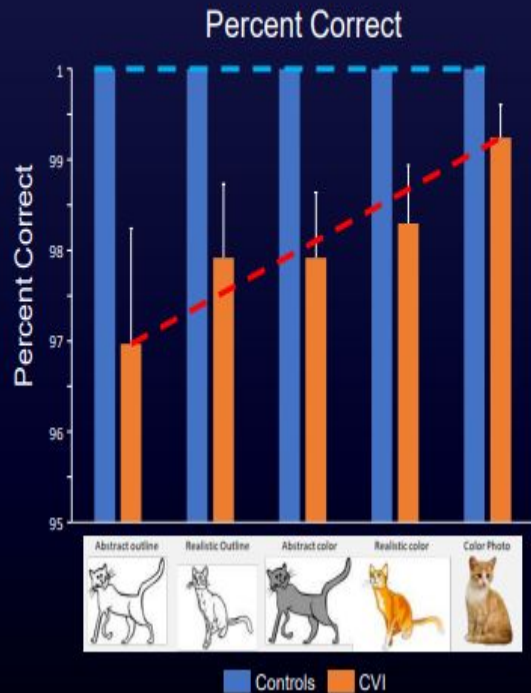 Percent Correct
Percent Correct
1
99
98
97
96
95
Abstract outline
Realistic Outline
Abstract color
Realistic color
Color Photo
Controls
CVI